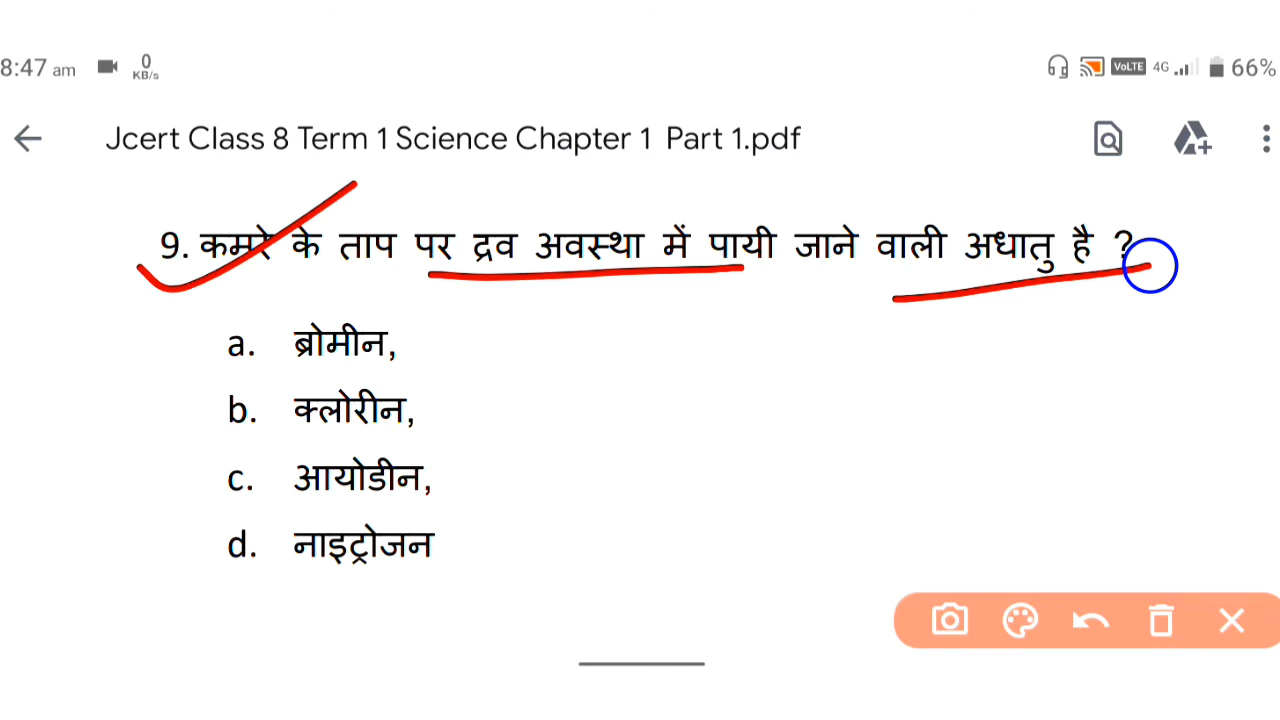 8:47 am 0 KB/s VoLTE 4G 66%
Jcert Class 8 Term 1 Science Chapter 1 Part 1.pdf
9. कमरे के ताप पर द्रव अवस्था में पायी जाने वाली अधातु है ?
a. ब्रोमीन,
b. क्लोरीन,
c. आयोडीन,
d. नाइट्रोजन